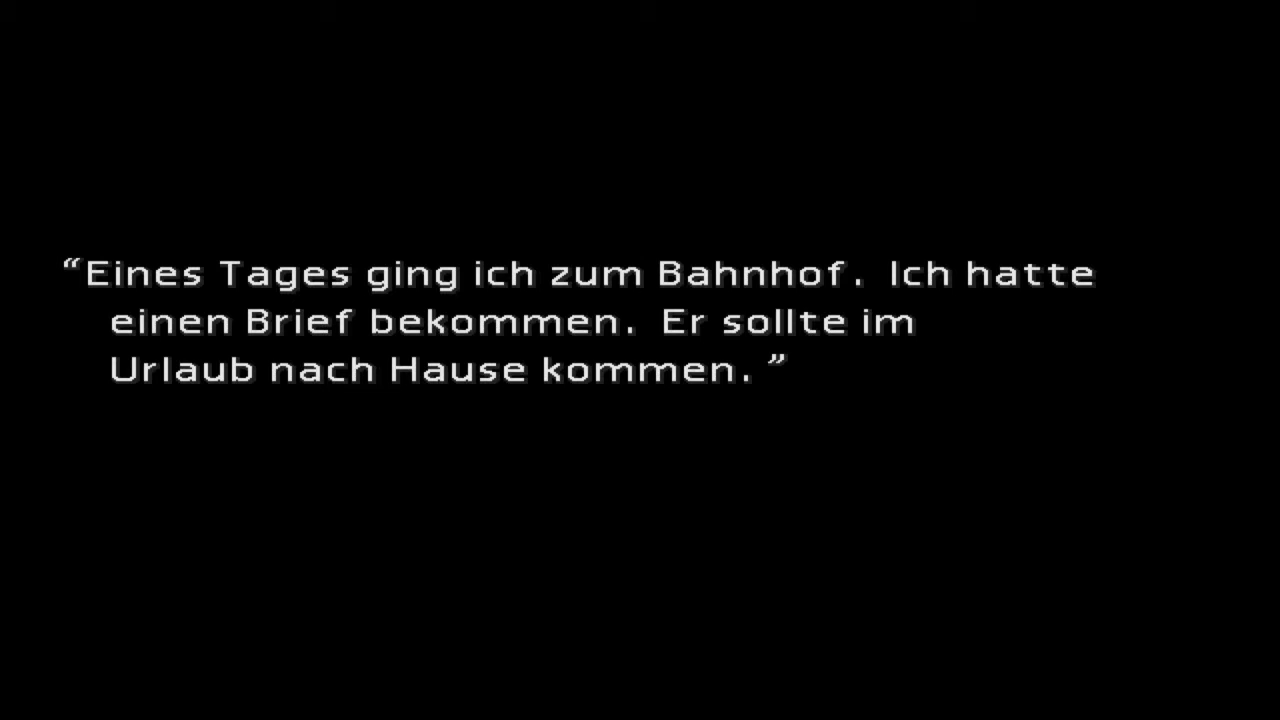 “Eines Tages ging ich zum Bahnhof. Ich hatte
einen Brief bekommen. Er sollte im
Urlaub nach Hause kommen.”